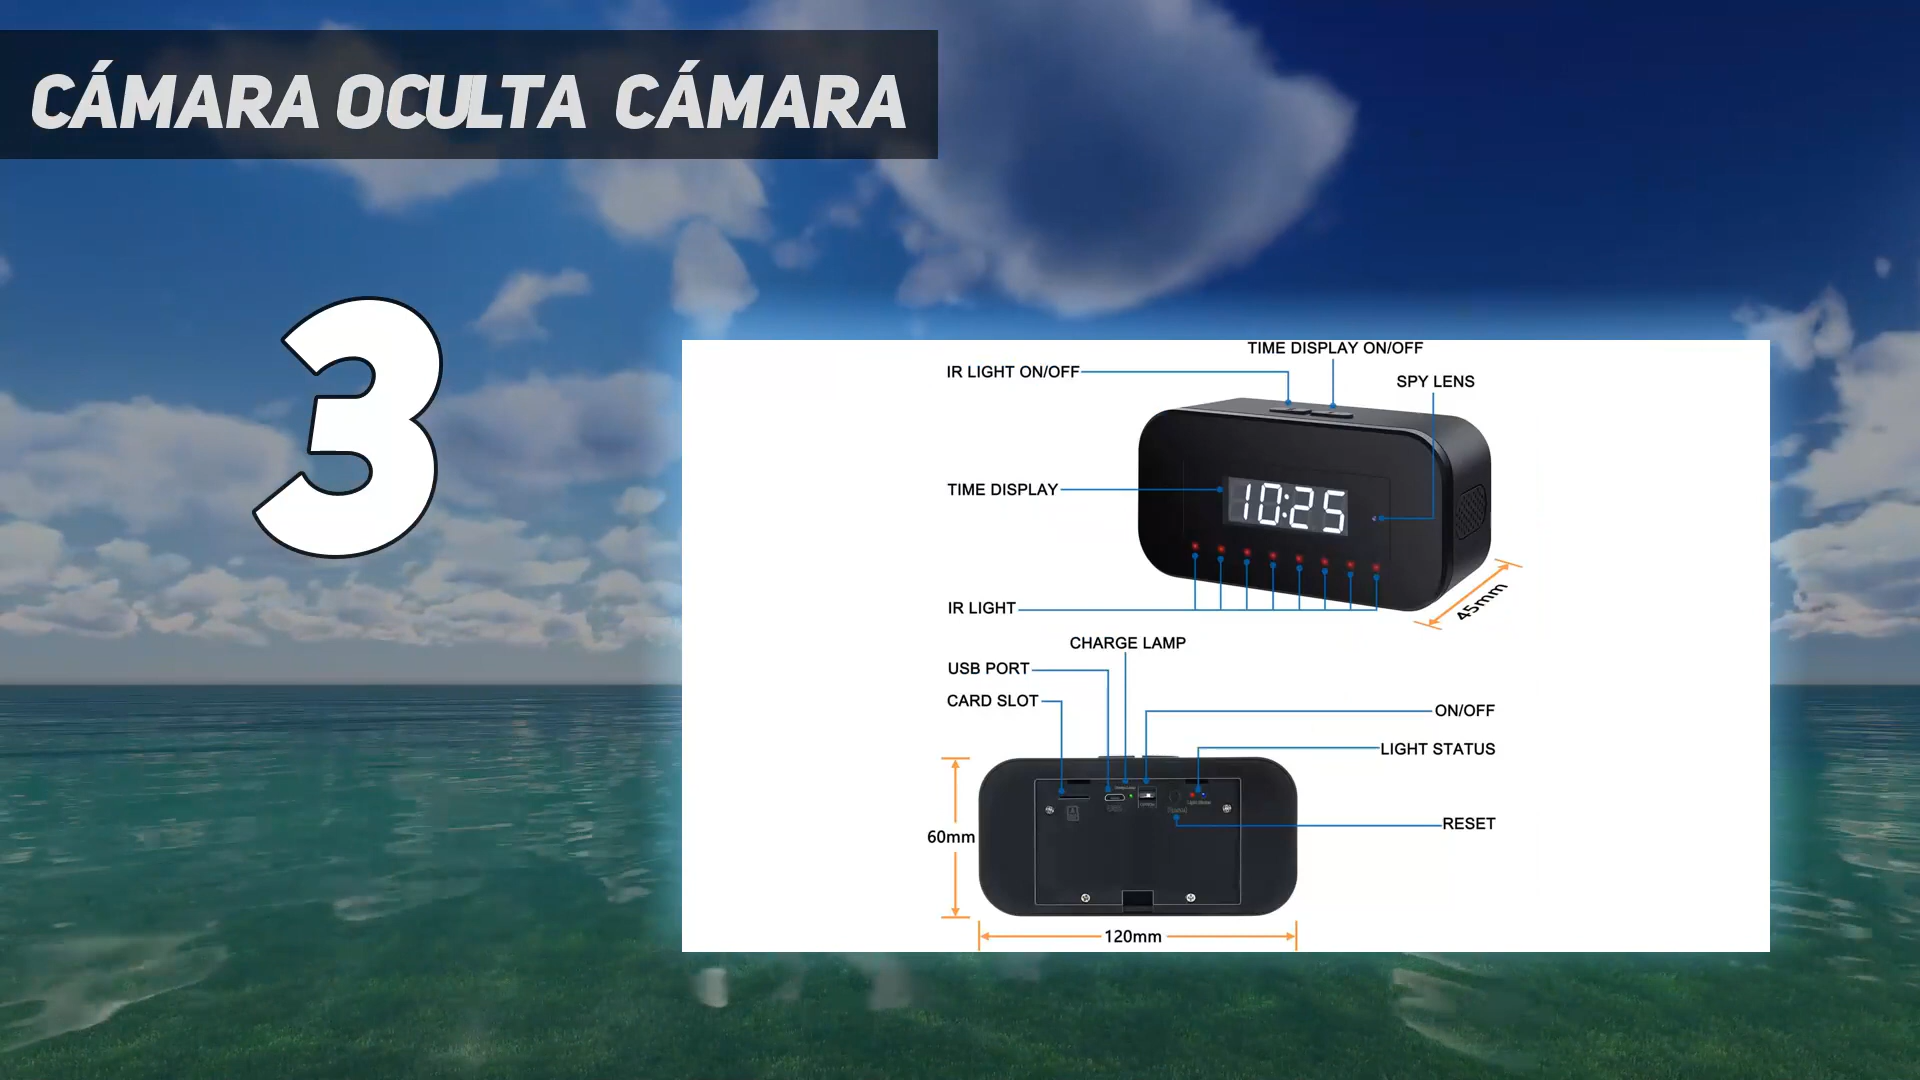 CÁMARA OCULTA CÁMARA
3
TIME DISPLAY ON/OFF
IR LIGHT ON/OFF
SPY LENS
TIME DISPLAY
10:25
IR LIGHT
45mm
CHARGE LAMP
USB PORT
CARD SLOT
ON/OFF
LIGHT STATUS
RESET
60mm
120mm